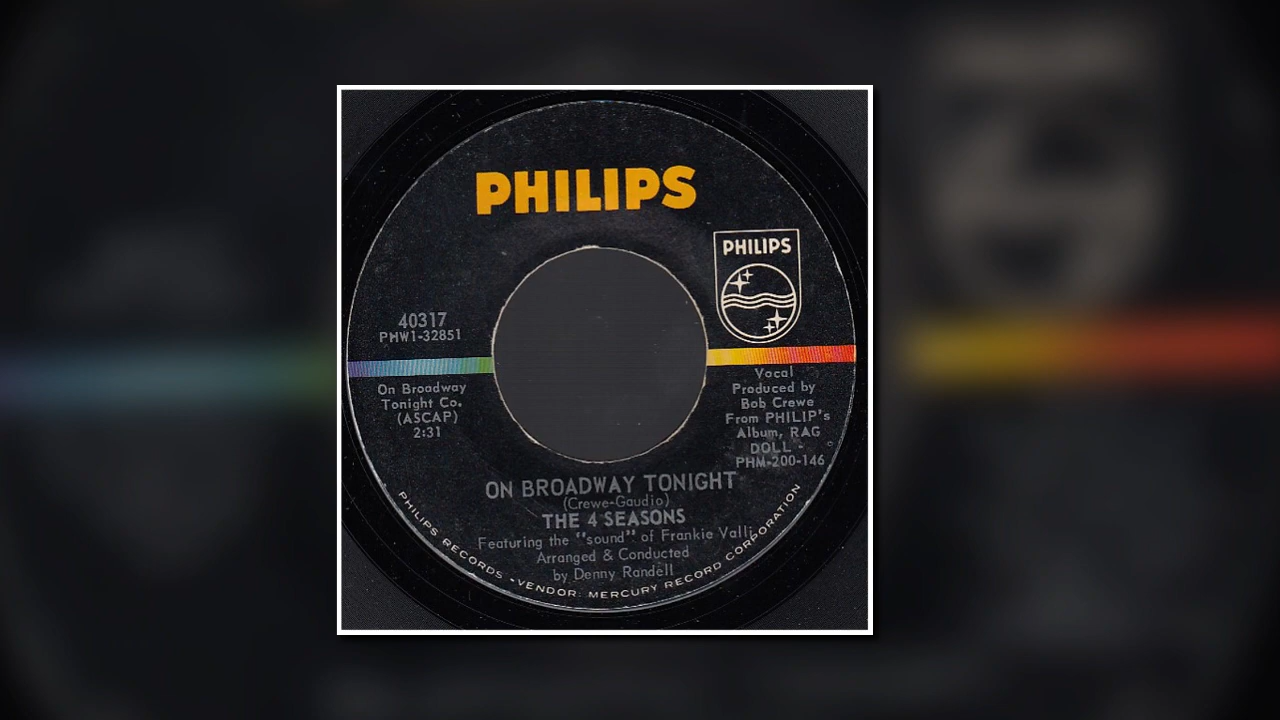 PHILIPS
PHILIPS
40317
PHW1-32851
On Broadway
Tonight Co.
(ASCAP)
2:31
Vocal
Produced by
Bob Crewe
From PHILIP's
Album, RAG
DOLL -
PHM-200-146
ON BROADWAY TONIGHT
(Crewe-Gaudio)
THE 4 SEASONS
Featuring the "sound" of Frankie Valli
Arranged & Conducted
by Denny Randell
PHILIPS RECORDS • VENDOR: MERCURY RECORD CORPORATION